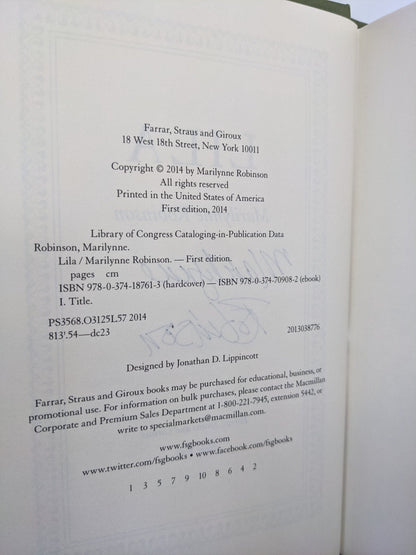 Farrar, Straus and Giroux
18 West 18th Street, New York 10011
Copyright © 2014 by Marilynne Robinson
All rights reserved
Printed in the United States of America
First edition, 2014
Library of Congress Cataloging-in-Publication Data
Robinson, Marilynne.
Lila / Marilynne Robinson. — First edition.
pages cm
ISBN 978-0-374-18761-3 (hardcover) — ISBN 978-0-374-70908-2 (ebook)
I. Title.
PS3568.O3125L57 2014
813'.54—dc23
2013038776
Designed by Jonathan D. Lippincott
Farrar, Straus and Giroux books may be purchased for educational, business, or
promotional use. For information on bulk purchases, please contact the Macmillan
Corporate and Premium Sales Department at 1-800-221-7945, extension 5442, or
write to specialmarkets@macmillan.com.
www.fsgbooks.com
www.twitter.com/fsgbooks • www.facebook.com/fsgbooks
1 3 5 7 9 10 8 6 4 2